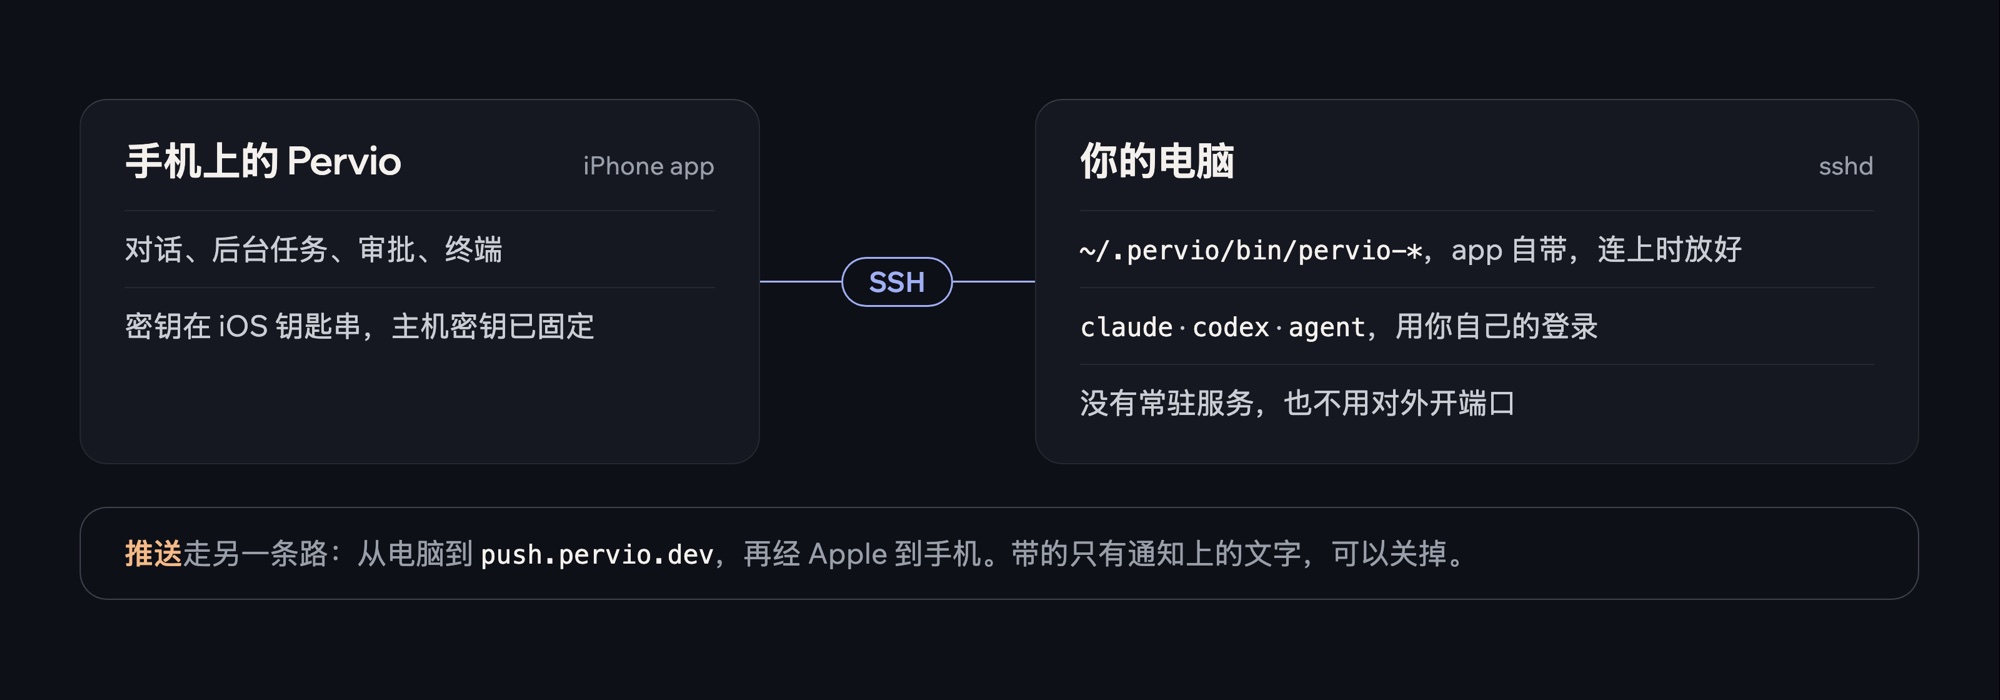 手机上的 Pervio
iPhone app
对话、后台任务、审批、终端
密钥在 iOS 钥匙串，主机密钥已固定
SSH
你的电脑
sshd
~/.pervio/bin/pervio-*，app 自带，连上时放好
claude · codex · agent，用你自己的登录
没有常驻服务，也不用对外开端口
推送走另一条路：从电脑到 push.pervio.dev，再经 Apple 到手机。带的只有通知上的文字，可以关掉。